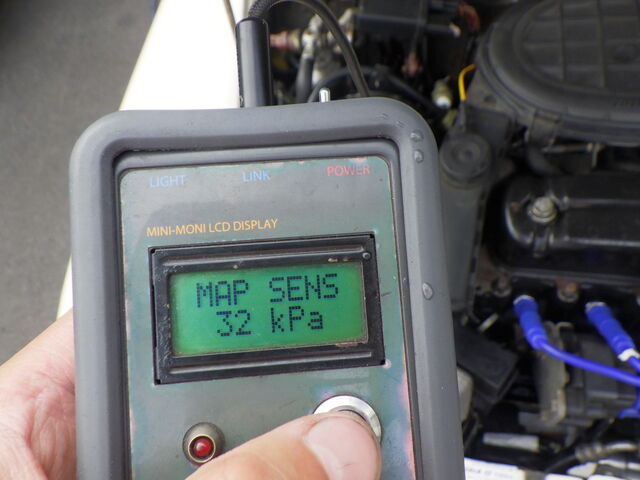 LIGHT LINK POWER
MINI-MONI LCD DISPLAY
MAP SENS
32 kPa